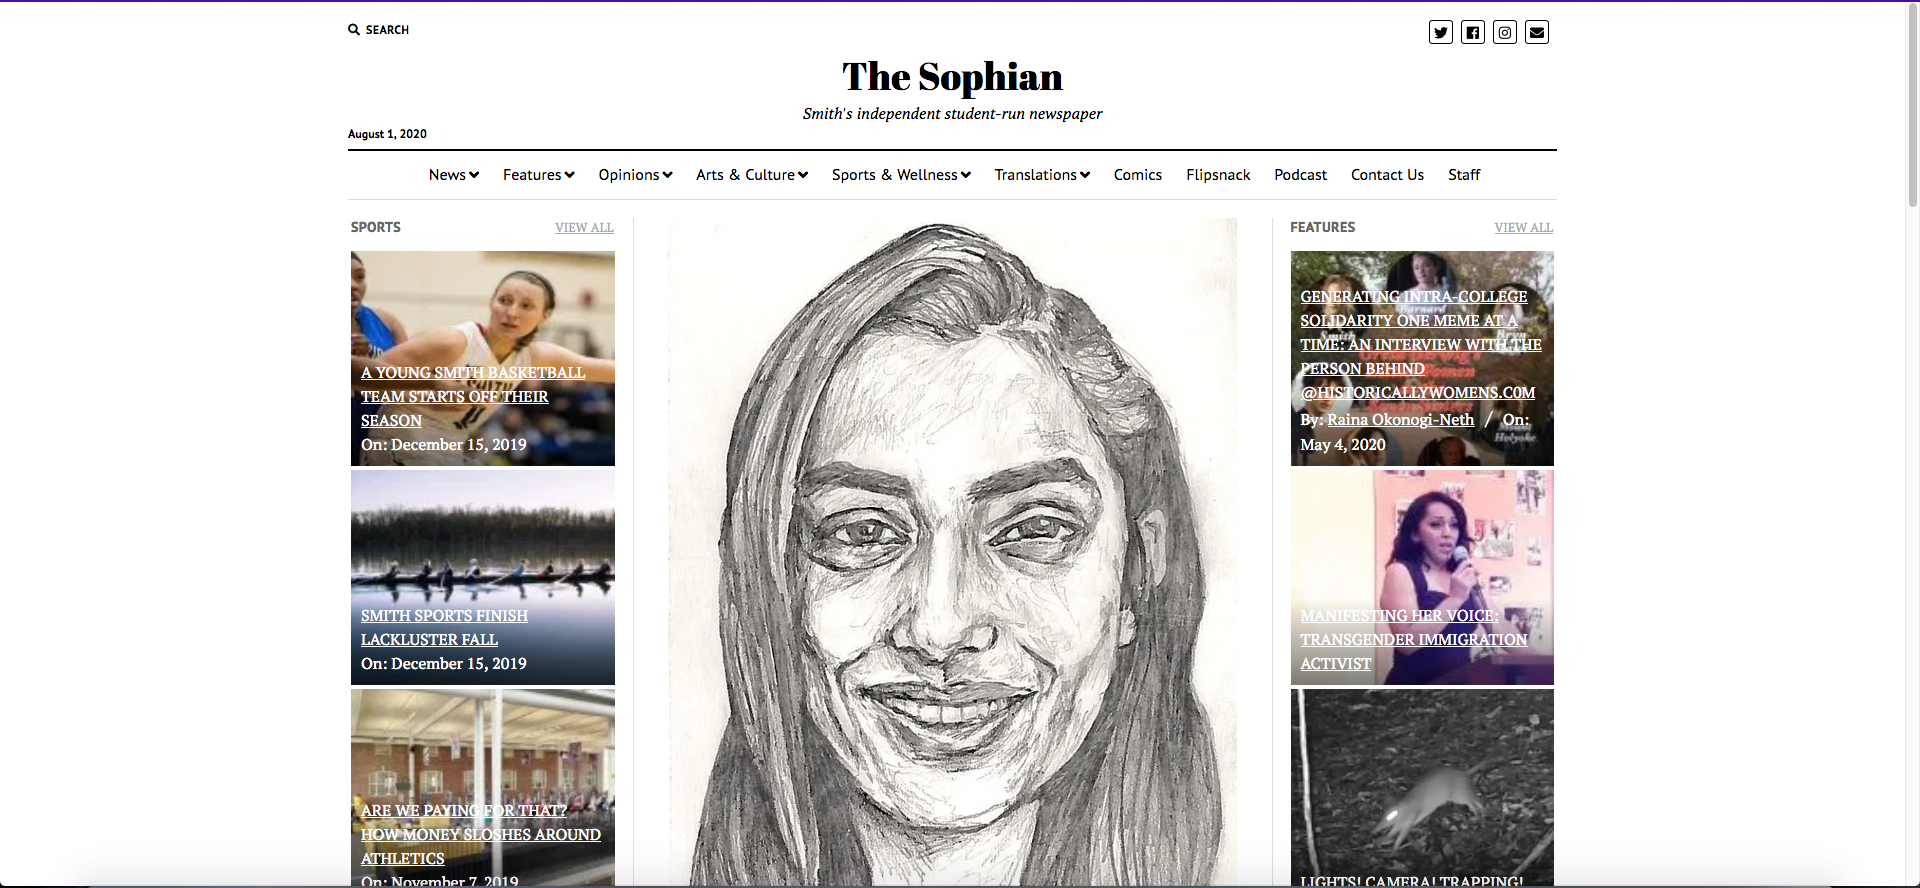 SEARCH
The Sophian
Smith's independent student-run newspaper
August 1, 2020
News
Features
Opinions
Arts & Culture
Sports & Wellness
Translations
Comics
Flipsnack
Podcast
Contact Us
Staff
SPORTS
VIEW ALL
A YOUNG SMITH BASKETBALL
TEAM STARTS OFF THEIR
SEASON
On: December 15, 2019
SMITH SPORTS FINISH
LACKLUSTER FALL
On: December 15, 2019
ARE WE PAYING FOR THAT?
HOW MONEY SLOSHES AROUND
ATHLETICS
On: November 7, 2019
FEATURES
VIEW ALL
GENERATING INTRA-COLLEGE
SOLIDARITY ONE MEME AT A
TIME: AN INTERVIEW WITH THE
PERSON BEHIND
@HISTORICALLYWOMENS.C0M
By: Raina Okonogi-Neth / On:
May 4, 2020
Smith
Holyoke
MANIFESTING HER VOICE:
TRANSGENDER IMMIGRATION
ACTIVIST
LIGHTS! CAMERA! TRAPPING!